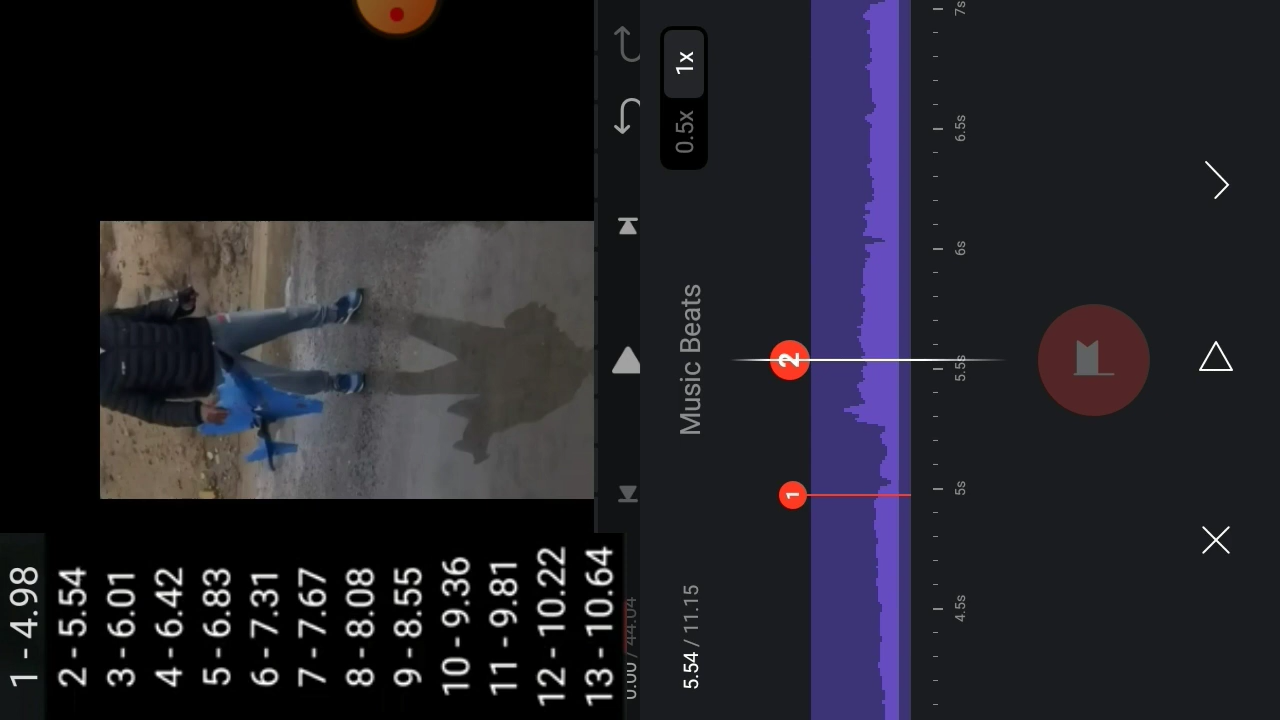 1 - 4.98
2 - 5.54
3 - 6.01
4 - 6.42
5 - 6.83
6 - 7.31
7 - 7.67
8 - 8.08
9 - 8.55
10 - 9.36
11 - 9.81
12 - 10.22
13 - 10.64
5.54 / 11.15
Music Beats
0.5x 1x
1 2
4.5s 5s 5.5s 6s 6.5s 7s